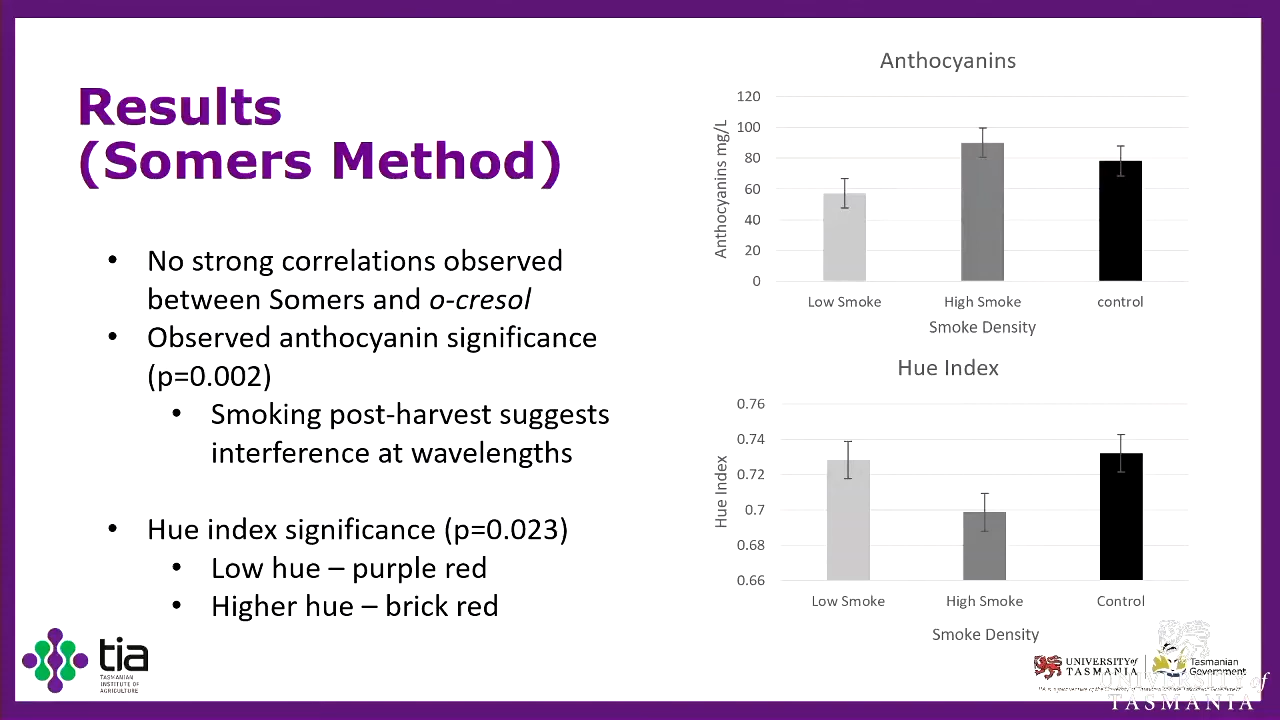 Results
(Somers Method)
• No strong correlations observed
between Somers and o-cresol
• Observed anthocyanin significance
(p=0.002)
• Smoking post-harvest suggests
interference at wavelengths
• Hue index significance (p=0.023)
• Low hue – purple red
• Higher hue – brick red
Anthocyanins
Anthocyanins mg/L
120
100
80
60
40
20
0
Low Smoke High Smoke control
Smoke Density
Hue Index
Hue Index
0.76
0.74
0.72
0.7
0.68
0.66
Low Smoke High Smoke Control
Smoke Density
tia
TASMANIAN
INSTITUTE OF
AGRICULTURE
UNIVERSITY of
TASMANIA
Tasmanian
Government
UNIVERSITY of
TASMANIA